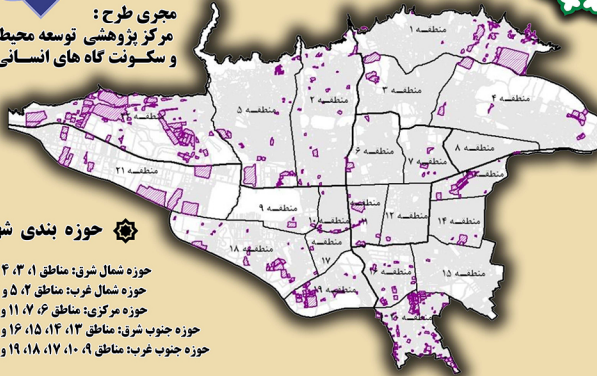 مجری طرح :
مرکز پژوهشی توسعه محیط
و سکونت گاه های انسانی
منطقه ۱
منطقه ۲
منطقه ۳
منطقه ۴
منطقه ۵
منطقه ۶
منطقه ۷
منطقه ۸
منطقه ۲۱
منطقه ۹
منطقه ۱۰
منطقه
منطقه ۱۲
منطقه
منطقه ۱۴
منطقه ۱۸
منطقه
۱۷
منطقه ۱۵
حوزه بندی
حوزه شمال شرق: مناطق ۱، ۳، ۴
حوزه شمال غرب: مناطق ۲، ۵ و
حوزه مرکزی: مناطق ۶، ۷، ۱۱ و
حوزه جنوب شرق: مناطق ۱۳، ۱۴، ۱۵، ۱۶ و
حوزه جنوب غرب: مناطق ۹، ۱۰، ۱۷، ۱۸، ۱۹ و